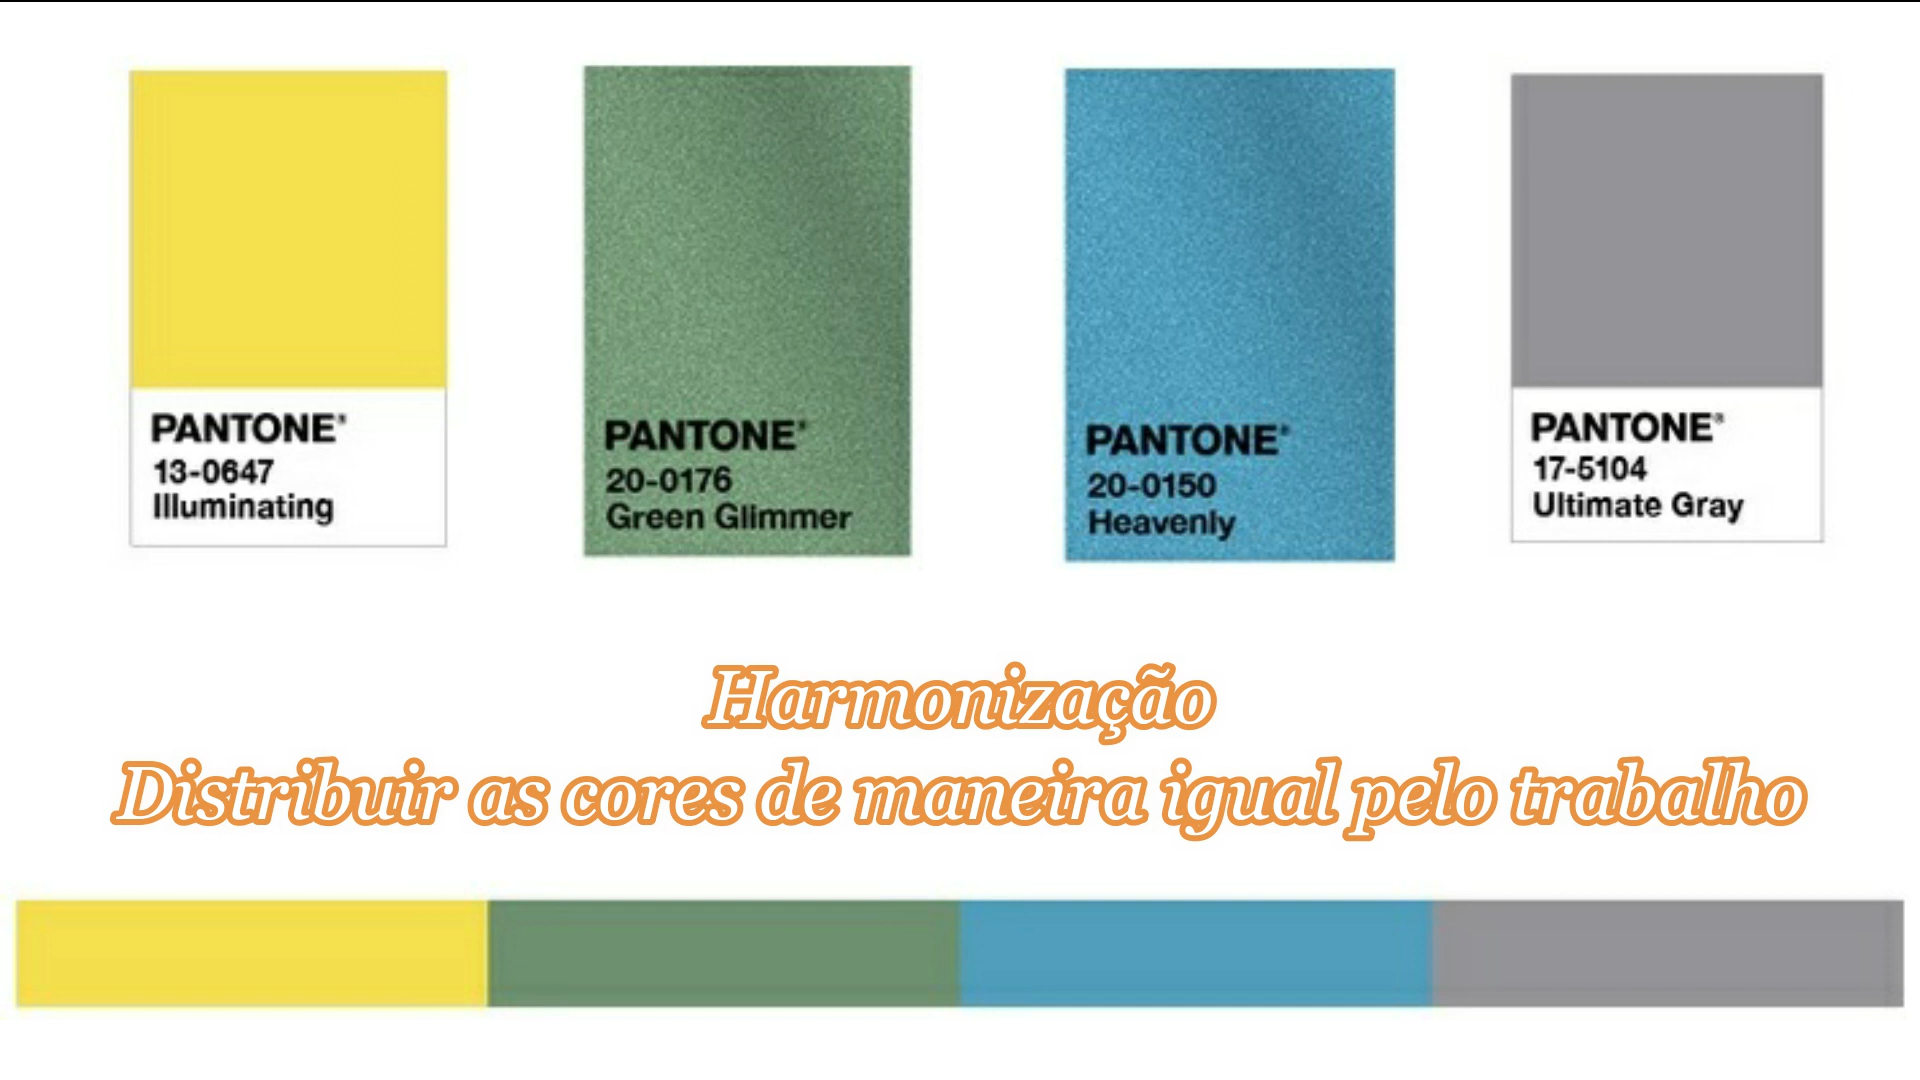 PANTONE®
13-0647
Illuminating
PANTONE®
20-0176
Green Glimmer
PANTONE®
20-0150
Heavenly
PANTONE®
17-5104
Ultimate Gray
Harmonização
Distribuir as cores de maneira igual pelo trabalho